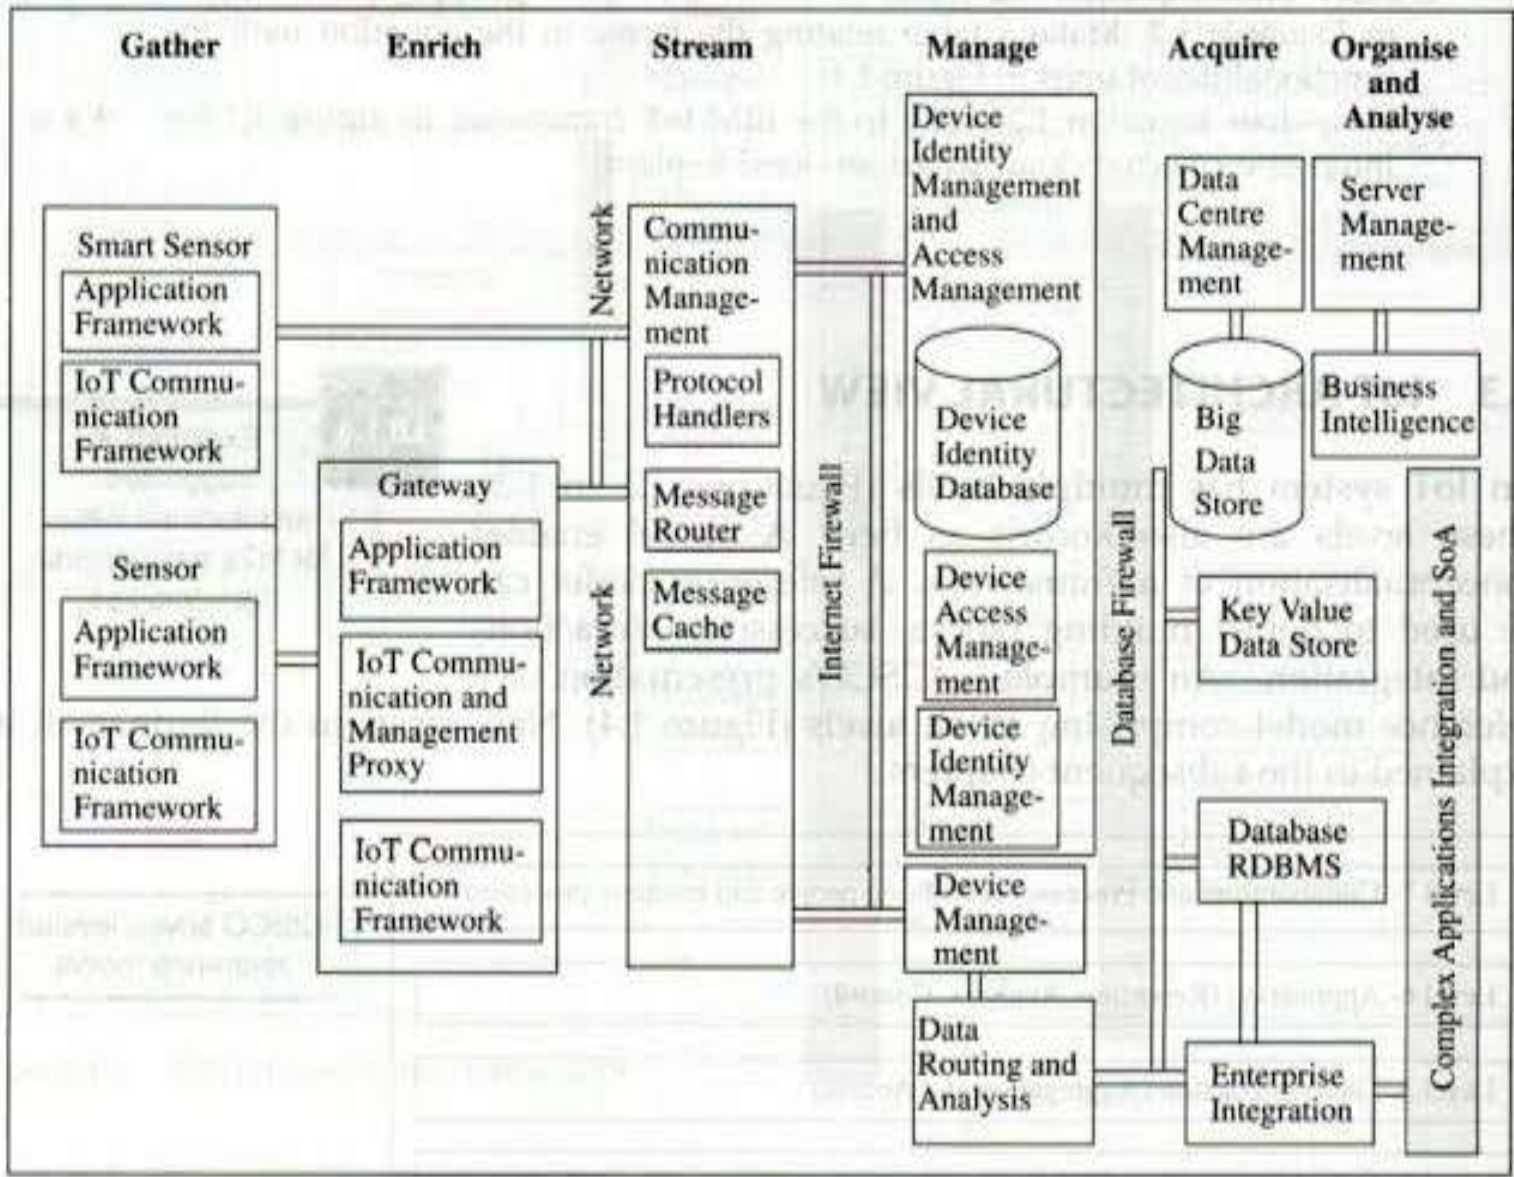 Gather
Enrich
Stream
Manage
Acquire
Organise
and
Analyse
Smart Sensor
Application
Framework
IoT Commu-
nication
Framework
Sensor
Application
Framework
IoT Commu-
nication
Framework
Gateway
Application
Framework
IoT Commu-
nication and
Management
Proxy
IoT Commu-
nication
Framework
Network
Network
Commu-
nication
Manage-
ment
Protocol
Handlers
Message
Router
Message
Cache
Internet Firewall
Device
Identity
Management
and
Access
Management
Device
Identity
Database
Device
Access
Manage-
ment
Device
Identity
Manage-
ment
Device
Manage-
ment
Data
Routing and
Analysis
Database Firewall
Data
Centre
Manage-
ment
Big
Data
Store
Key Value
Data Store
Database
RDBMS
Enterprise
Integration
Server
Manage-
ment
Business
Intelligence
Complex Applications Integration and SoA